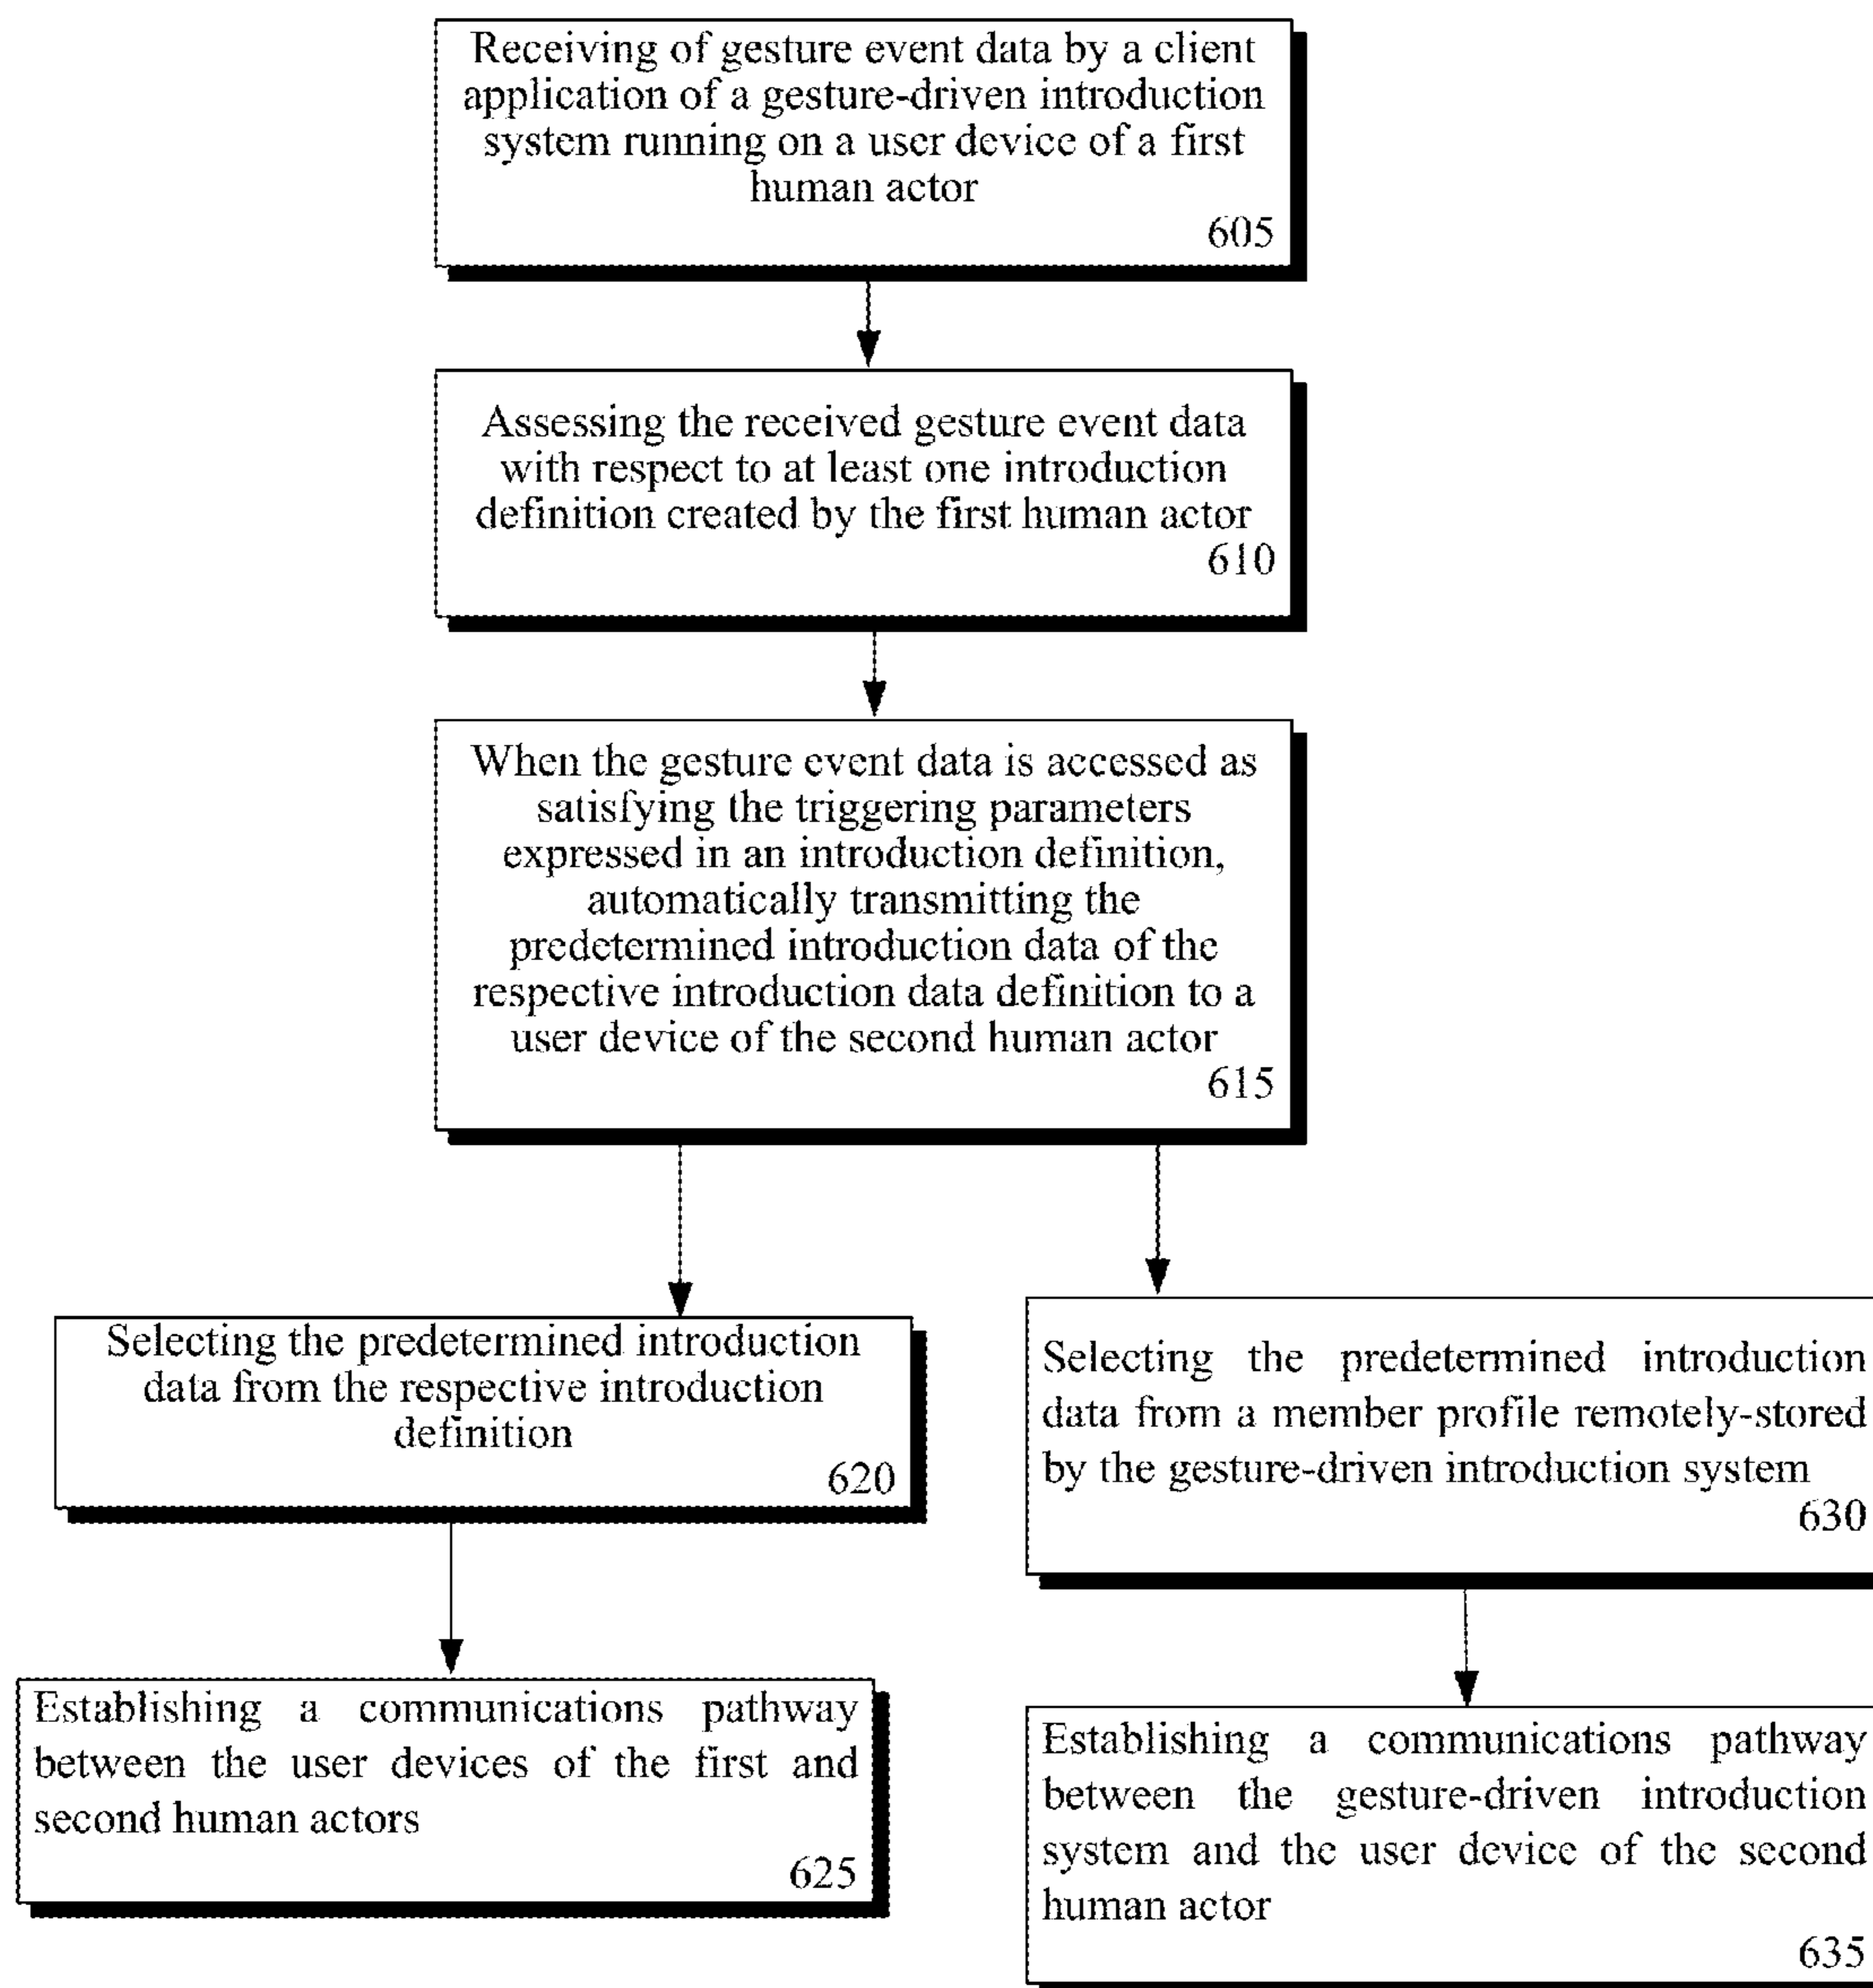 Receiving of gesture event data by a client
application of a gesture-driven introduction
system running on a user device of a first
human actor
605
Assessing the received gesture event data
with respect to at least one introduction
definition created by the first human actor
610
When the gesture event data is accessed as
satisfying the triggering parameters
expressed in an introduction definition,
automatically transmitting the
predetermined introduction data of the
respective introduction data definition to a
user device of the second human actor
615
Selecting the predetermined introduction
data from the respective introduction
definition
620
Establishing a communications pathway
between the user devices of the first and
second human actors
625
Selecting the predetermined introduction
data from a member profile remotely-stored
by the gesture-driven introduction system
630
Establishing a communications pathway
between the gesture-driven introduction
system and the user device of the second
human actor
635